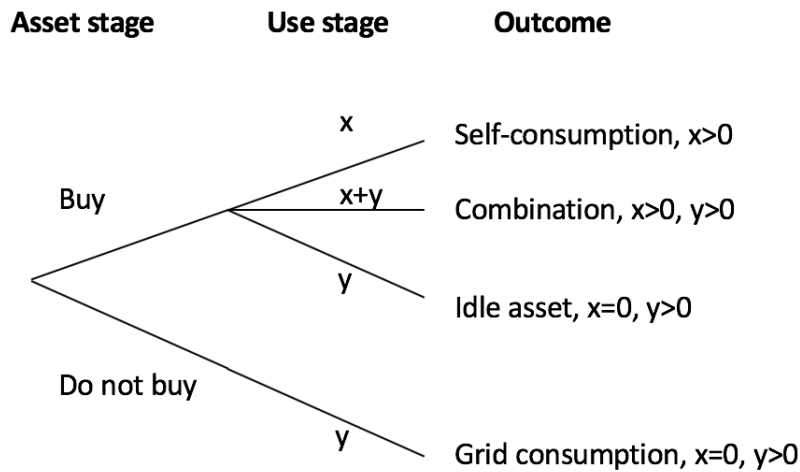 Asset stage
Use stage
Outcome
x
Self-consumption, x>0
Buy
x+y
Combination, x>0, y>0
y
Idle asset, x=0, y>0
Do not buy
y
Grid consumption, x=0, y>0